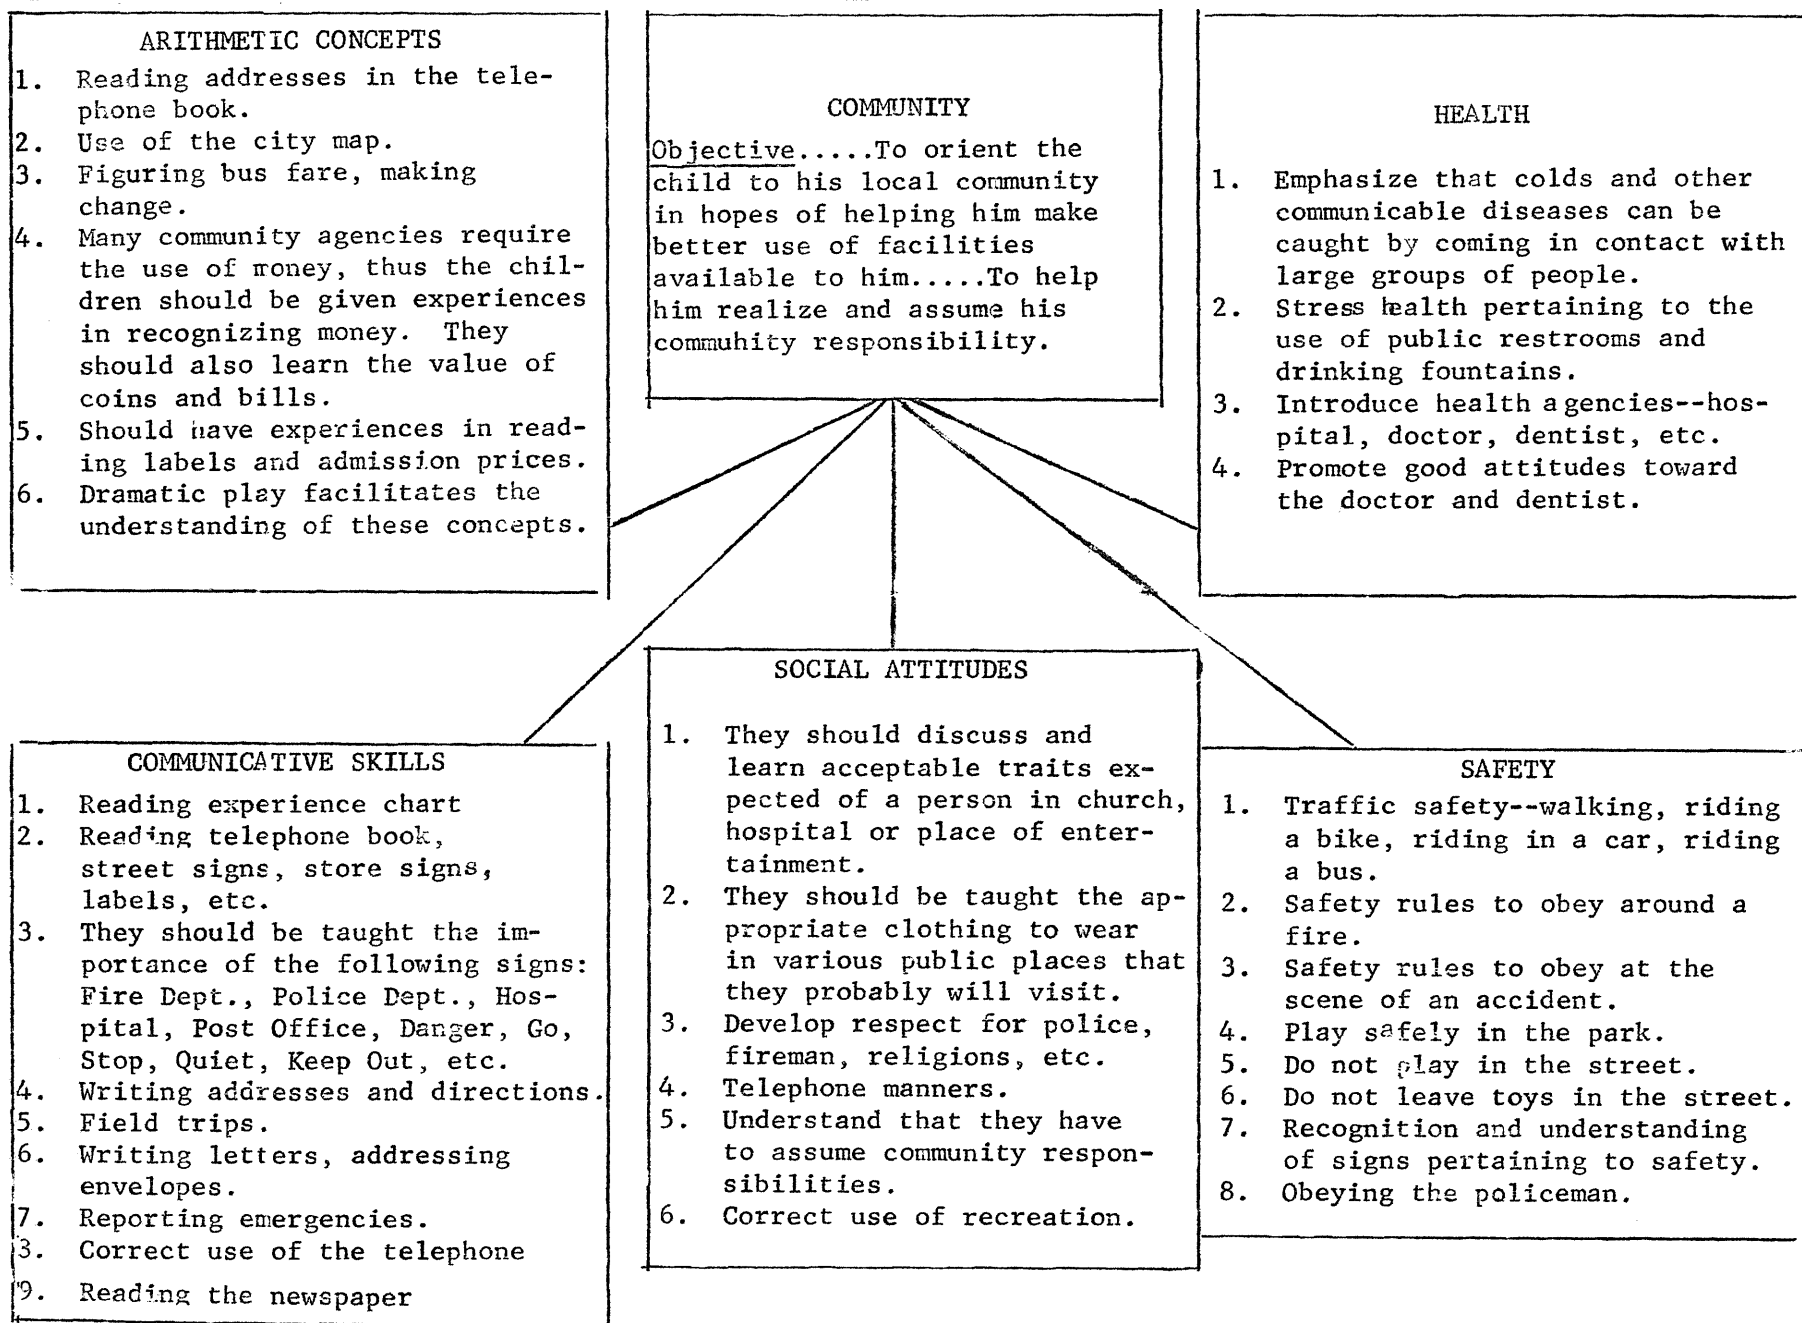 ARITHMETIC CONCEPTS
1. Reading addresses in the tele-
phone book.
2. Use of the city map.
3. Figuring bus fare, making
change.
4. Many community agencies require
the use of money, thus the chil-
dren should be given experiences
in recognizing money. They
should also learn the value of
coins and bills.
5. Should have experiences in read-
ing labels and admission prices.
6. Dramatic play facilitates the
understanding of these concepts.
COMMUNITY
Objective.....To orient the
child to his local community
in hopes of helping him make
better use of facilities
available to him.....To help
him realize and assume his
commuhity responsibility.
HEALTH
1. Emphasize that colds and other
communicable diseases can be
caught by coming in contact with
large groups of people.
2. Stress health pertaining to the
use of public restrooms and
drinking fountains.
3. Introduce health agencies--hos-
pital, doctor, dentist, etc.
4. Promote good attitudes toward
the doctor and dentist.
COMMUNICATIVE SKILLS
1. Reading experience chart
2. Reading telephone book,
street signs, store signs,
labels, etc.
3. They should be taught the im-
portance of the following signs:
Fire Dept., Police Dept., Hos-
pital, Post Office, Danger, Go,
Stop, Quiet, Keep Out, etc.
4. Writing addresses and directions.
5. Field trips.
6. Writing letters, addressing
envelopes.
7. Reporting emergencies.
8. Correct use of the telephone
9. Reading the newspaper
SOCIAL ATTITUDES
1. They should discuss and
learn acceptable traits ex-
pected of a person in church,
hospital or place of enter-
tainment.
2. They should be taught the ap-
propriate clothing to wear
in various public places that
they probably will visit.
3. Develop respect for police,
fireman, religions, etc.
4. Telephone manners.
5. Understand that they have
to assume community respon-
sibilities.
6. Correct use of recreation.
SAFETY
1. Traffic safety--walking, riding
a bike, riding in a car, riding
a bus.
2. Safety rules to obey around a
fire.
3. Safety rules to obey at the
scene of an accident.
4. Play safely in the park.
5. Do not play in the street.
6. Do not leave toys in the street.
7. Recognition and understanding
of signs pertaining to safety.
8. Obeying the policeman.